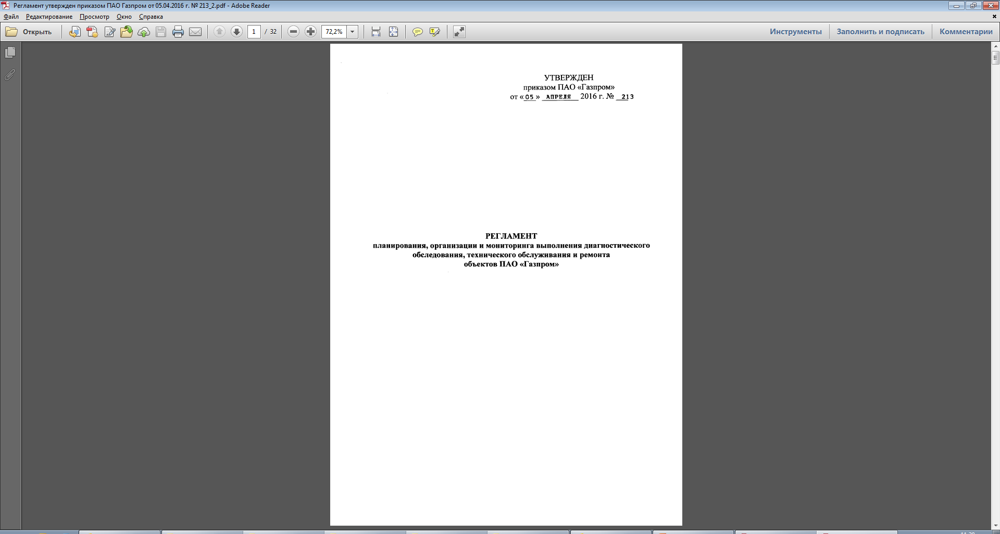 Регламент утвержден приказом ПАО Газпром от 05.04.2016 г. № 213_2.pdf - Adobe Reader
Файл Редактирование Просмотр Окно Справка
Открыть 1 / 32 72,2% Инструменты Заполнить и подписать Комментарии
УТВЕРЖДЕН
приказом ПАО «Газпром»
от «05» АПРЕЛЯ 2016 г. № 213
РЕГЛАМЕНТ
планирования, организации и мониторинга выполнения диагностического
обследования, технического обслуживания и ремонта
объектов ПАО «Газпром»